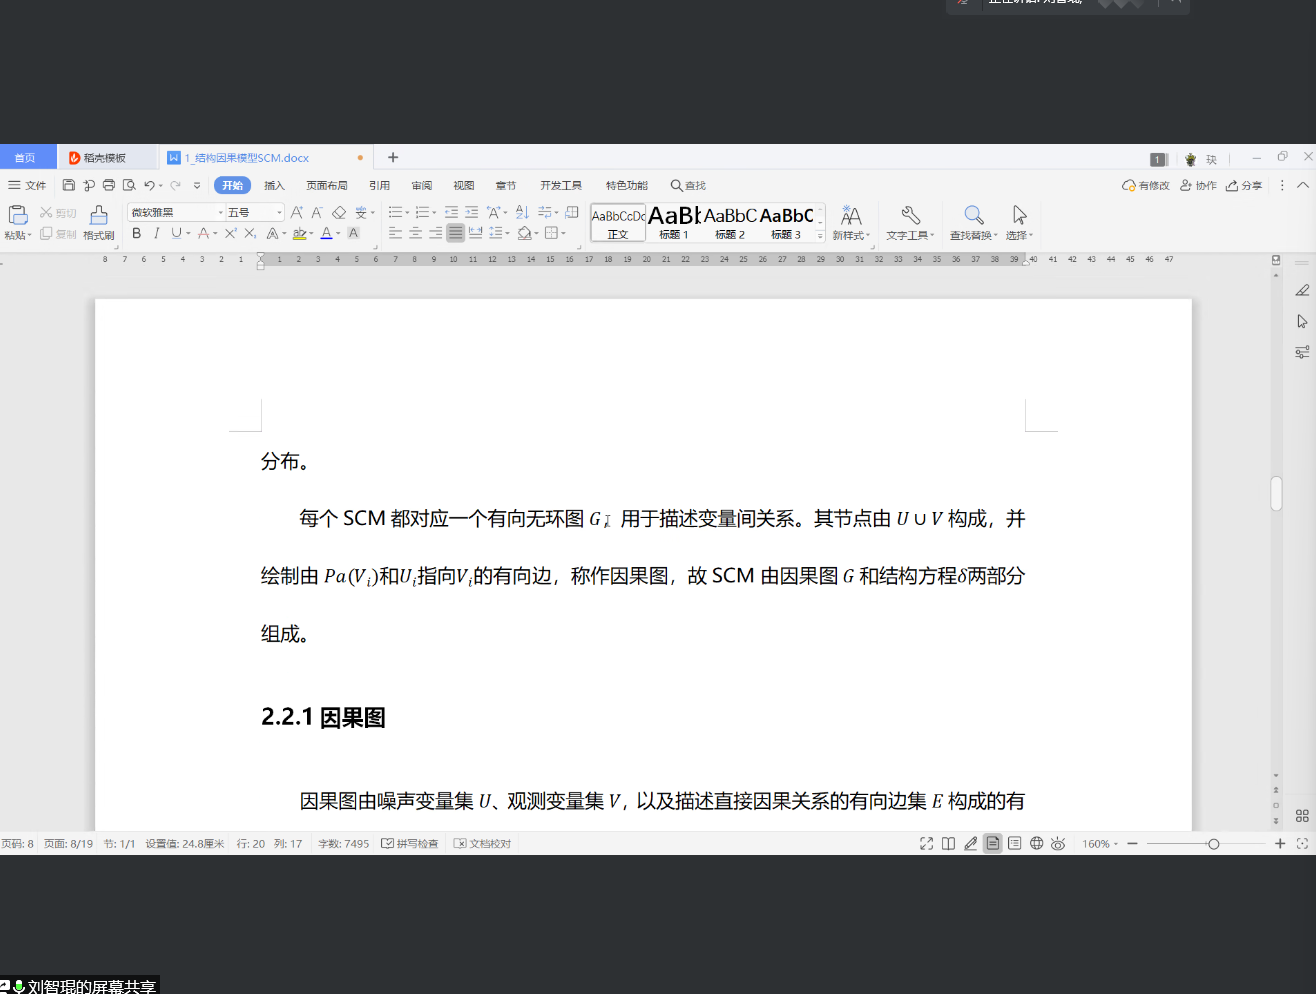 首页 稻壳模板 1_结构因果模型SCM.docx 1 玦
文件 开始 插入 页面布局 引用 审阅 视图 章节 开发工具 特色功能 查找 有修改 协作 分享
粘贴 剪切 复制 格式刷 微软雅黑 五号
AaBbCcDc AaBb AaBbC AaBbC
正文 标题 1 标题 2 标题 3 新样式 文字工具 查找替换 选择
8 7 6 5 4 3 2 1 1 2 3 4 5 6 7 8 9 10 11 12 13 14 15 16 17 18 19 20 21 22 23 24 25 26 27 28 29 30 31 32 33 34 35 36 37 38 39 40 41 42 43 44 45 46 47
分布。
每个 SCM 都对应一个有向无环图 G，用于描述变量间关系。其节点由 U ∪ V 构成，并
绘制由 Pa(Vᵢ)和Uᵢ指向Vᵢ的有向边，称作因果图，故 SCM 由因果图 G 和结构方程δ两部分
组成。
2.2.1 因果图
因果图由噪声变量集 U、观测变量集 V，以及描述直接因果关系的有向边集 E 构成的有
页码: 8 页面: 8/19 节: 1/1 设置值: 24.8厘米 行: 20 列: 17 字数: 7495 拼写检查 文档校对 160%
刘智琨的屏幕共享